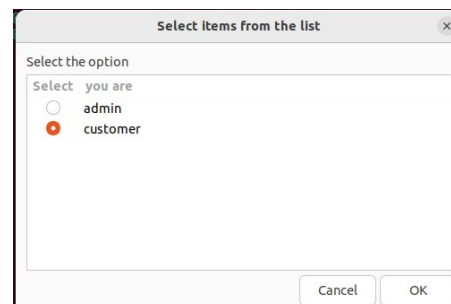 Select items from the list
Select the option
Select you are
admin
customer
Cancel OK